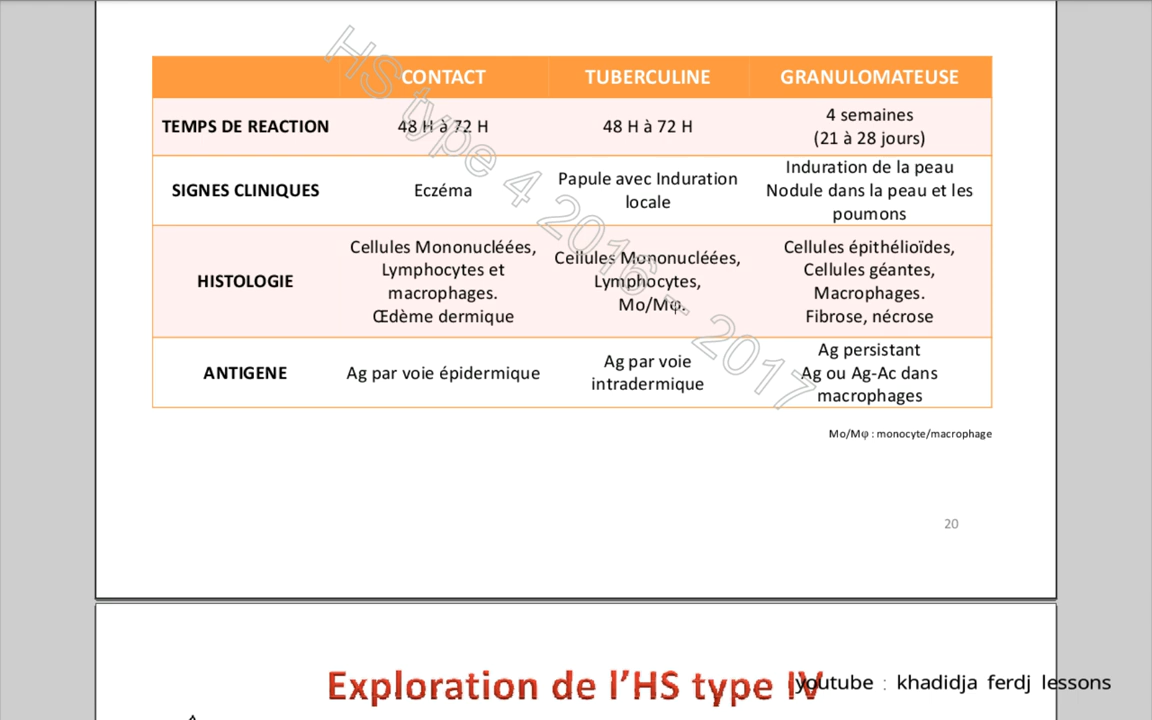 CONTACT TUBERCULINE GRANULOMATEUSE
TEMPS DE REACTION
48 H à 72 H
48 H à 72 H
4 semaines
(21 à 28 jours)
SIGNES CLINIQUES
Eczéma
Papule avec Induration
locale
Induration de la peau
Nodule dans la peau et les
poumons
HISTOLOGIE
Cellules Mononucléées,
Lymphocytes et
macrophages.
Œdème dermique
Cellules Mononucléées,
Lymphocytes,
Mo/Mφ.
Cellules épithélioïdes,
Cellules géantes,
Macrophages.
Fibrose, nécrose
ANTIGENE
Ag par voie épidermique
Ag par voie
intradermique
Ag persistant
Ag ou Ag-Ac dans
macrophages
HS type 4 2016 - 2017
Mo/Mφ : monocyte/macrophage
20
Exploration de l'HS type IV
youtube : khadidja ferdj lessons